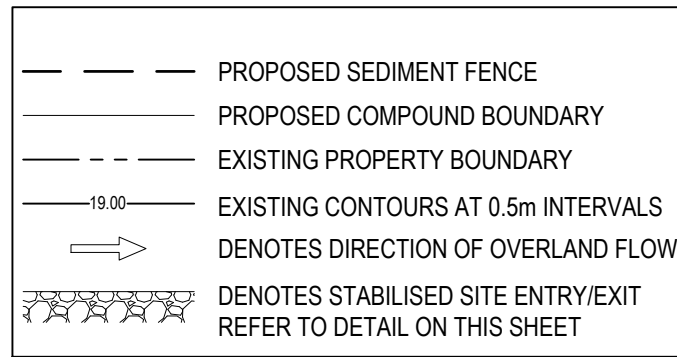 PROPOSED SEDIMENT FENCE
PROPOSED COMPOUND BOUNDARY
EXISTING PROPERTY BOUNDARY
19.00 EXISTING CONTOURS AT 0.5m INTERVALS
DENOTES DIRECTION OF OVERLAND FLOW
DENOTES STABILISED SITE ENTRY/EXIT
REFER TO DETAIL ON THIS SHEET